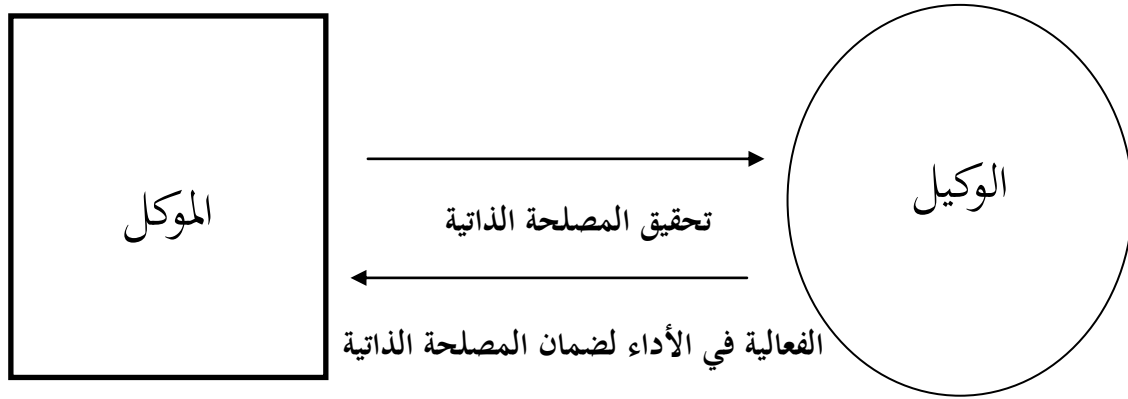 الوكيل
الموكل
تحقيق المصلحة الذاتية
الفعالية في الأداء لضمان المصلحة الذاتية